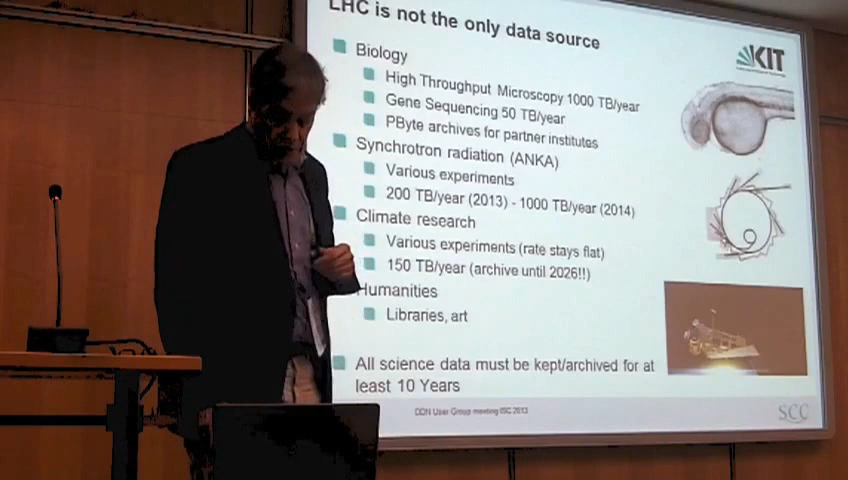 LHC is not the only data source
KIT
Biology
High Throughput Microscopy 1000 TB/year
Gene Sequencing 50 TB/year
PByte archives for partner institutes
Synchrotron radiation (ANKA)
Various experiments
200 TB/year (2013) - 1000 TB/year (2014)
Climate research
Various experiments (rate stays flat)
150 TB/year (archive until 2026!!)
Humanities
Libraries, art
All science data must be kept/archived for at
least 10 Years
DDN User Group meeting ISC 2013
SCC